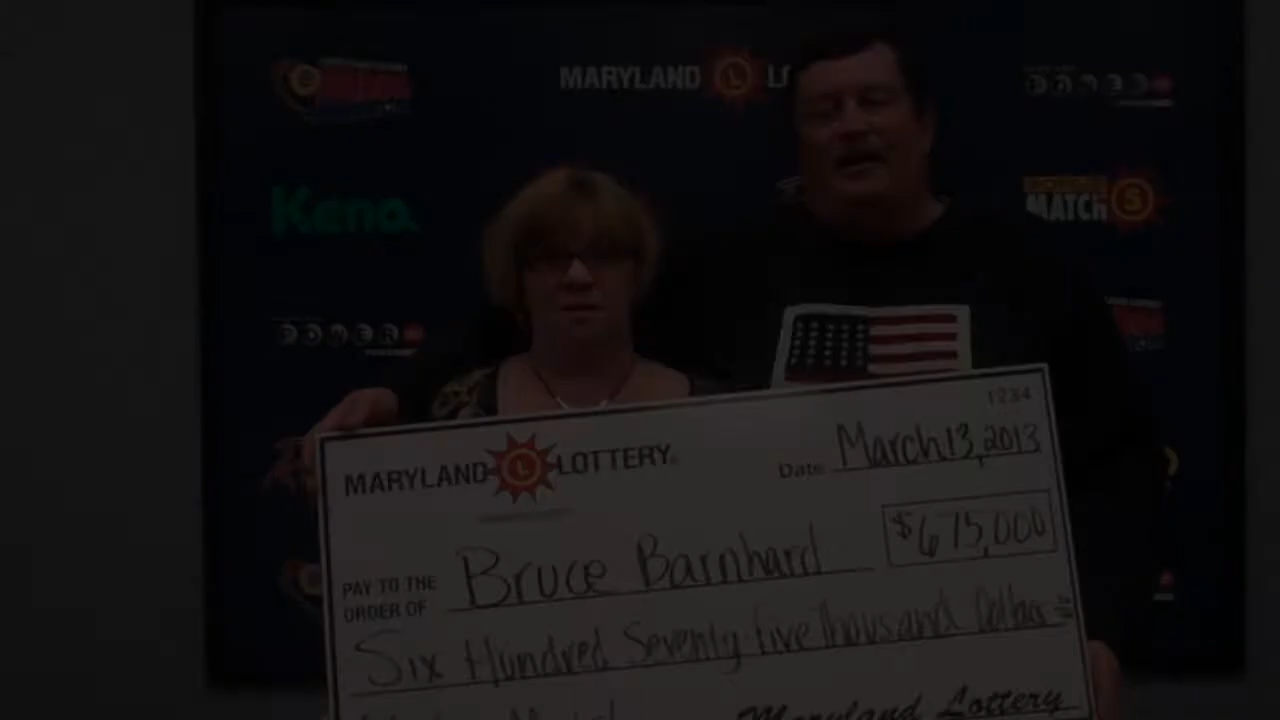 MARYLAND L
Keno.
MATCH S
POWER
1234
MARYLAND L LOTTERY
Date March 13, 2013
$675,000
PAY TO THE
ORDER OF Bruce Barnhard
Six Hundred Seventy five Thousand Dollars
Maryland Lottery